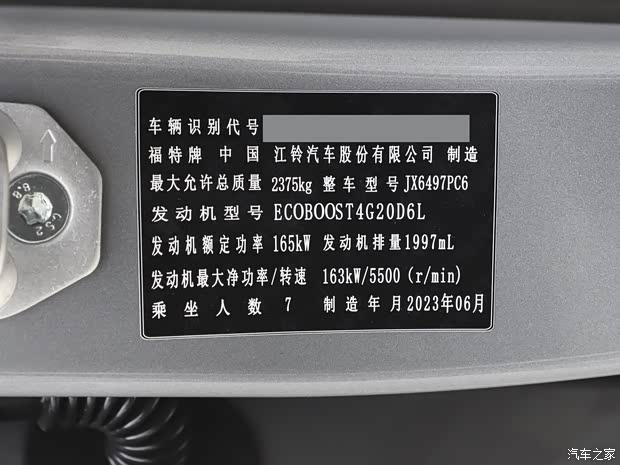 车辆识别代号
福特牌 中国 江铃汽车股份有限公司 制造
最大允许总质量 2375kg 整车型号 JX6497PC6
发动机型号 ECOBOOST4G20D6L
发动机额定功率 165kW 发动机排量 1997mL
发动机最大净功率/转速 163kW/5500 (r/min)
乘坐人数 7 制造年月 2023年06月
8.8
G52
汽车之家